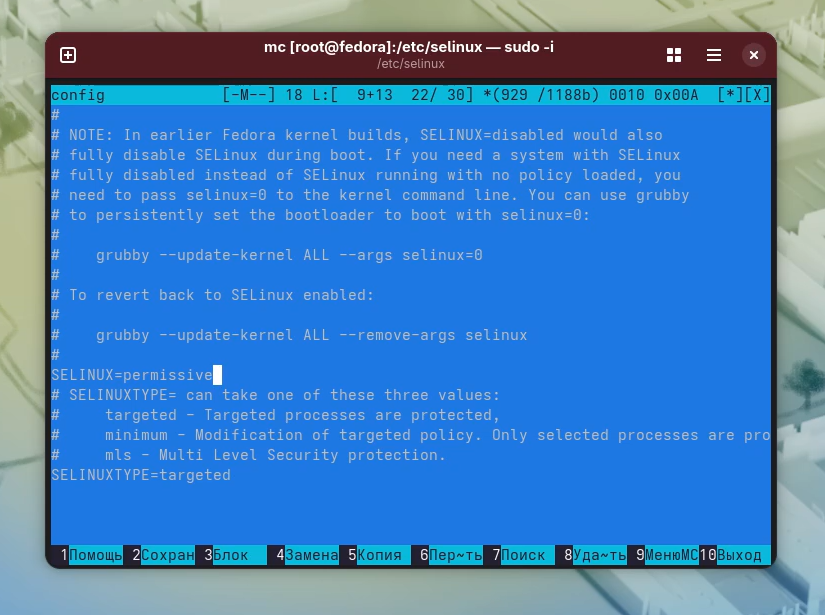 mc [root@fedora]:/etc/selinux — sudo -i
/etc/selinux
config [-M--] 18 L:[ 9+13 22/ 30] *(929 /1188b) 0010 0x00A [*][X]
#
# NOTE: In earlier Fedora kernel builds, SELINUX=disabled would also
# fully disable SELinux during boot. If you need a system with SELinux
# fully disabled instead of SELinux running with no policy loaded, you
# need to pass selinux=0 to the kernel command line. You can use grubby
# to persistently set the bootloader to boot with selinux=0:
#
#    grubby --update-kernel ALL --args selinux=0
#
# To revert back to SELinux enabled:
#
#    grubby --update-kernel ALL --remove-args selinux
#
SELINUX=permissive
# SELINUXTYPE= can take one of these three values:
#     targeted - Targeted processes are protected,
#     minimum - Modification of targeted policy. Only selected processes are pro
#     mls - Multi Level Security protection.
SELINUXTYPE=targeted
1Помощь 2Сохран 3Блок 4Замена 5Копия 6Пер~ть 7Поиск 8Уда~ть 9МенюMC 10Выход